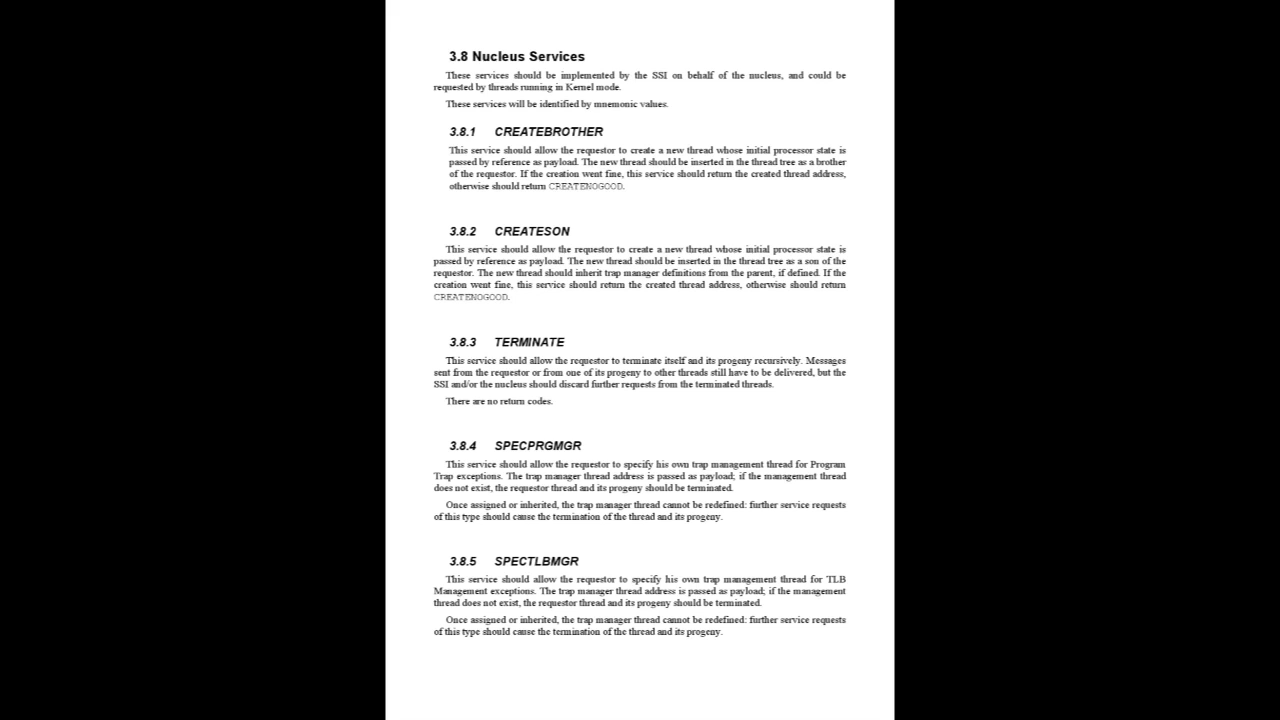 3.8 Nucleus Services
These services should be implemented by the SSI on behalf of the nucleus, and could be
requested by threads running in Kernel mode.
These services will be identified by mnemonic values.
3.8.1 CREATEBROTHER
This service should allow the requestor to create a new thread whose initial processor state is
passed by reference as payload. The new thread should be inserted in the thread tree as a brother
of the requestor. If the creation went fine, this service should return the created thread address,
otherwise should return CREATENOGOOD.
3.8.2 CREATESON
This service should allow the requestor to create a new thread whose initial processor state is
passed by reference as payload. The new thread should be inserted in the thread tree as a son of the
requestor. The new thread should inherit trap manager definitions from the parent, if defined. If the
creation went fine, this service should return the created thread address, otherwise should return
CREATENOGOOD.
3.8.3 TERMINATE
This service should allow the requestor to terminate itself and its progeny recursively. Messages
sent from the requestor or from one of its progeny to other threads still have to be delivered, but the
SSI and/or the nucleus should discard further requests from the terminated threads.
There are no return codes.
3.8.4 SPECPRGMGR
This service should allow the requestor to specify his own trap management thread for Program
Trap exceptions. The trap manager thread address is passed as payload; if the management thread
does not exist, the requestor thread and its progeny should be terminated.
Once assigned or inherited, the trap manager thread cannot be redefined: further service requests
of this type should cause the termination of the thread and its progeny.
3.8.5 SPECTLBMGR
This service should allow the requestor to specify his own trap management thread for TLB
Management exceptions. The trap manager thread address is passed as payload; if the management
thread does not exist, the requestor thread and its progeny should be terminated.
Once assigned or inherited, the trap manager thread cannot be redefined: further service requests
of this type should cause the termination of the thread and its progeny.